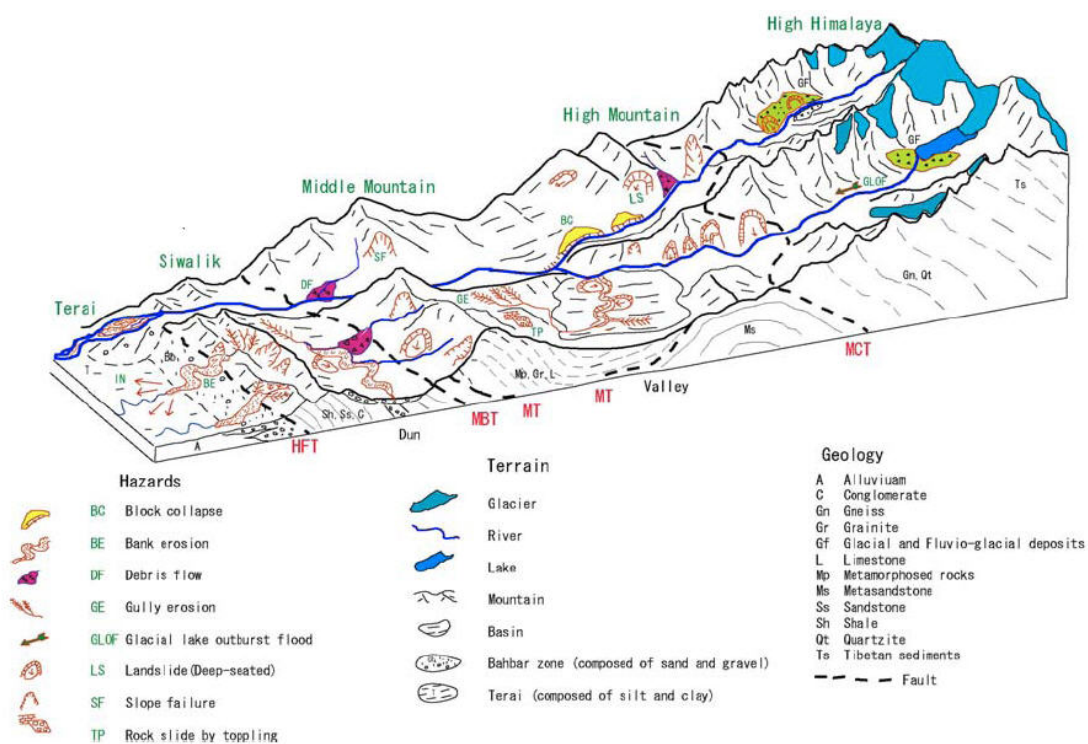 High Himalaya
GF
High Mountain
GF
Middle Mountain
LS
GLOF
Ts
BC
SF
Siwalik
DF
Gn, Qt
Terai
GE
TP
Bb
T
IN
BE
Ms
Mp, Gr, L
MCT
Valley
Sh, Ss, C
MT
MT
MBT
Dun
HFT
A
Hazards
BC Block collapse
BE Bank erosion
DF Debris flow
GE Gully erosion
GLOF Glacial lake outburst flood
LS Landslide(Deep-seated)
SF Slope failure
TP Rock slide by toppling
Terrain
Glacier
River
Lake
Mountain
Basin
Bahbar zone (composed of sand and gravel)
Terai (composed of silt and clay)
Geology
A Alluviuam
C Conglomerate
Gn Gneiss
Gr Grainite
Gf Glacial and Fluvio-glacial deposits
L Limestone
Mp Metamorphosed rocks
Ms Metasandstone
Ss Sandstone
Sh Shale
Qt Quartzite
Ts Tibetan sediments
Fault